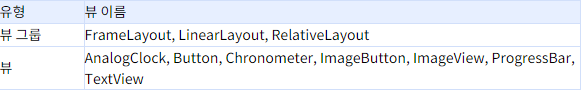 유형 뷰 이름
뷰 그룹 FrameLayout, LinearLayout, RelativeLayout
뷰 AnalogClock, Button, Chronometer, ImageButton, ImageView, ProgressBar,
TextView